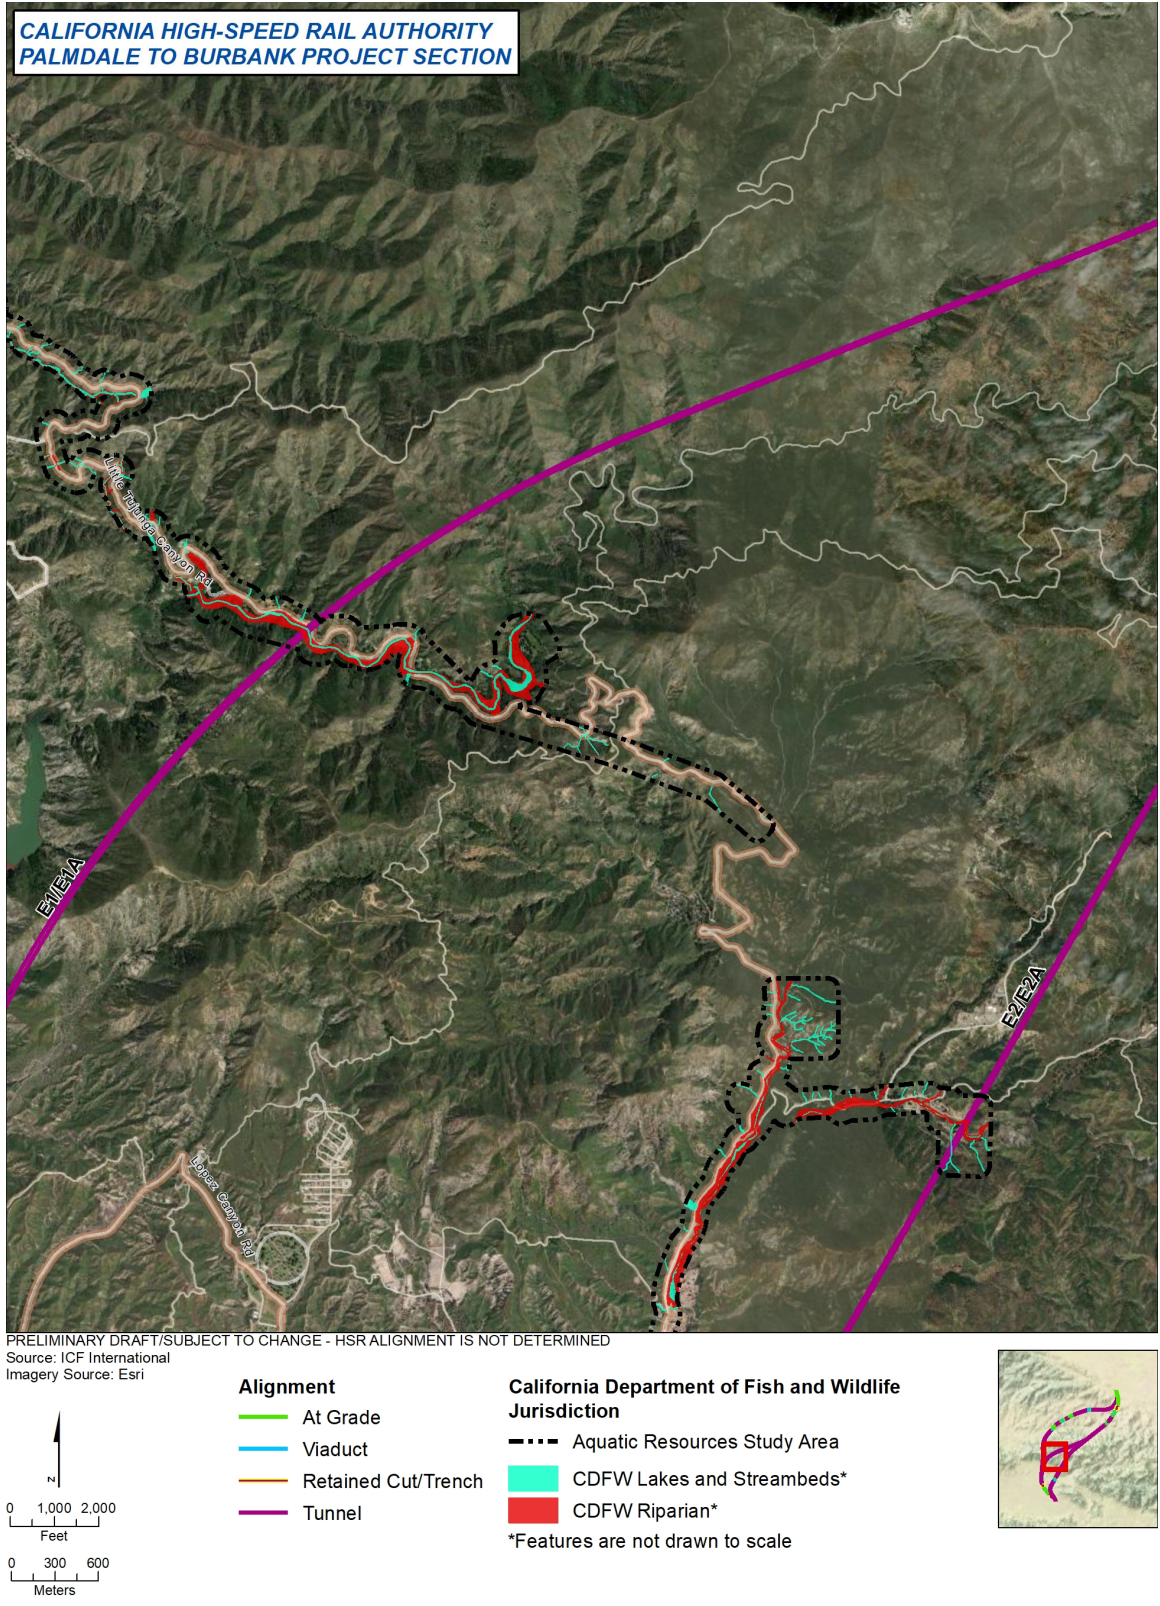 CALIFORNIA HIGH-SPEED RAIL AUTHORITY
PALMDALE TO BURBANK PROJECT SECTION
Little Tujunga Canyon Rd
E1/E1A
E2/E2A
Lopez Canyon Rd
PRELIMINARY DRAFT/SUBJECT TO CHANGE - HSR ALIGNMENT IS NOT DETERMINED
Source: ICF International
Imagery Source: Esri
N
0 1,000 2,000
Feet
0 300 600
Meters
Alignment
At Grade
Viaduct
Retained Cut/Trench
Tunnel
California Department of Fish and Wildlife
Jurisdiction
Aquatic Resources Study Area
CDFW Lakes and Streambeds*
CDFW Riparian*
*Features are not drawn to scale